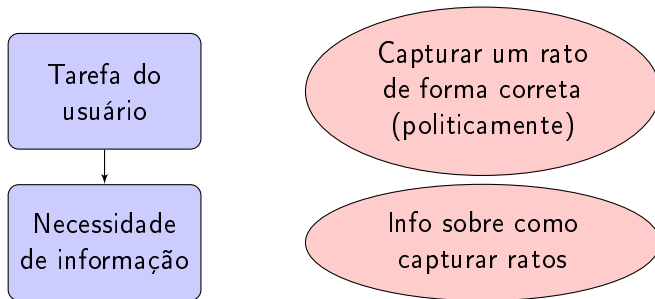 Tarefa do
usuário
Capturar um rato
de forma correta
(politicamente)
Necessidade
de informação
Info sobre como
capturar ratos